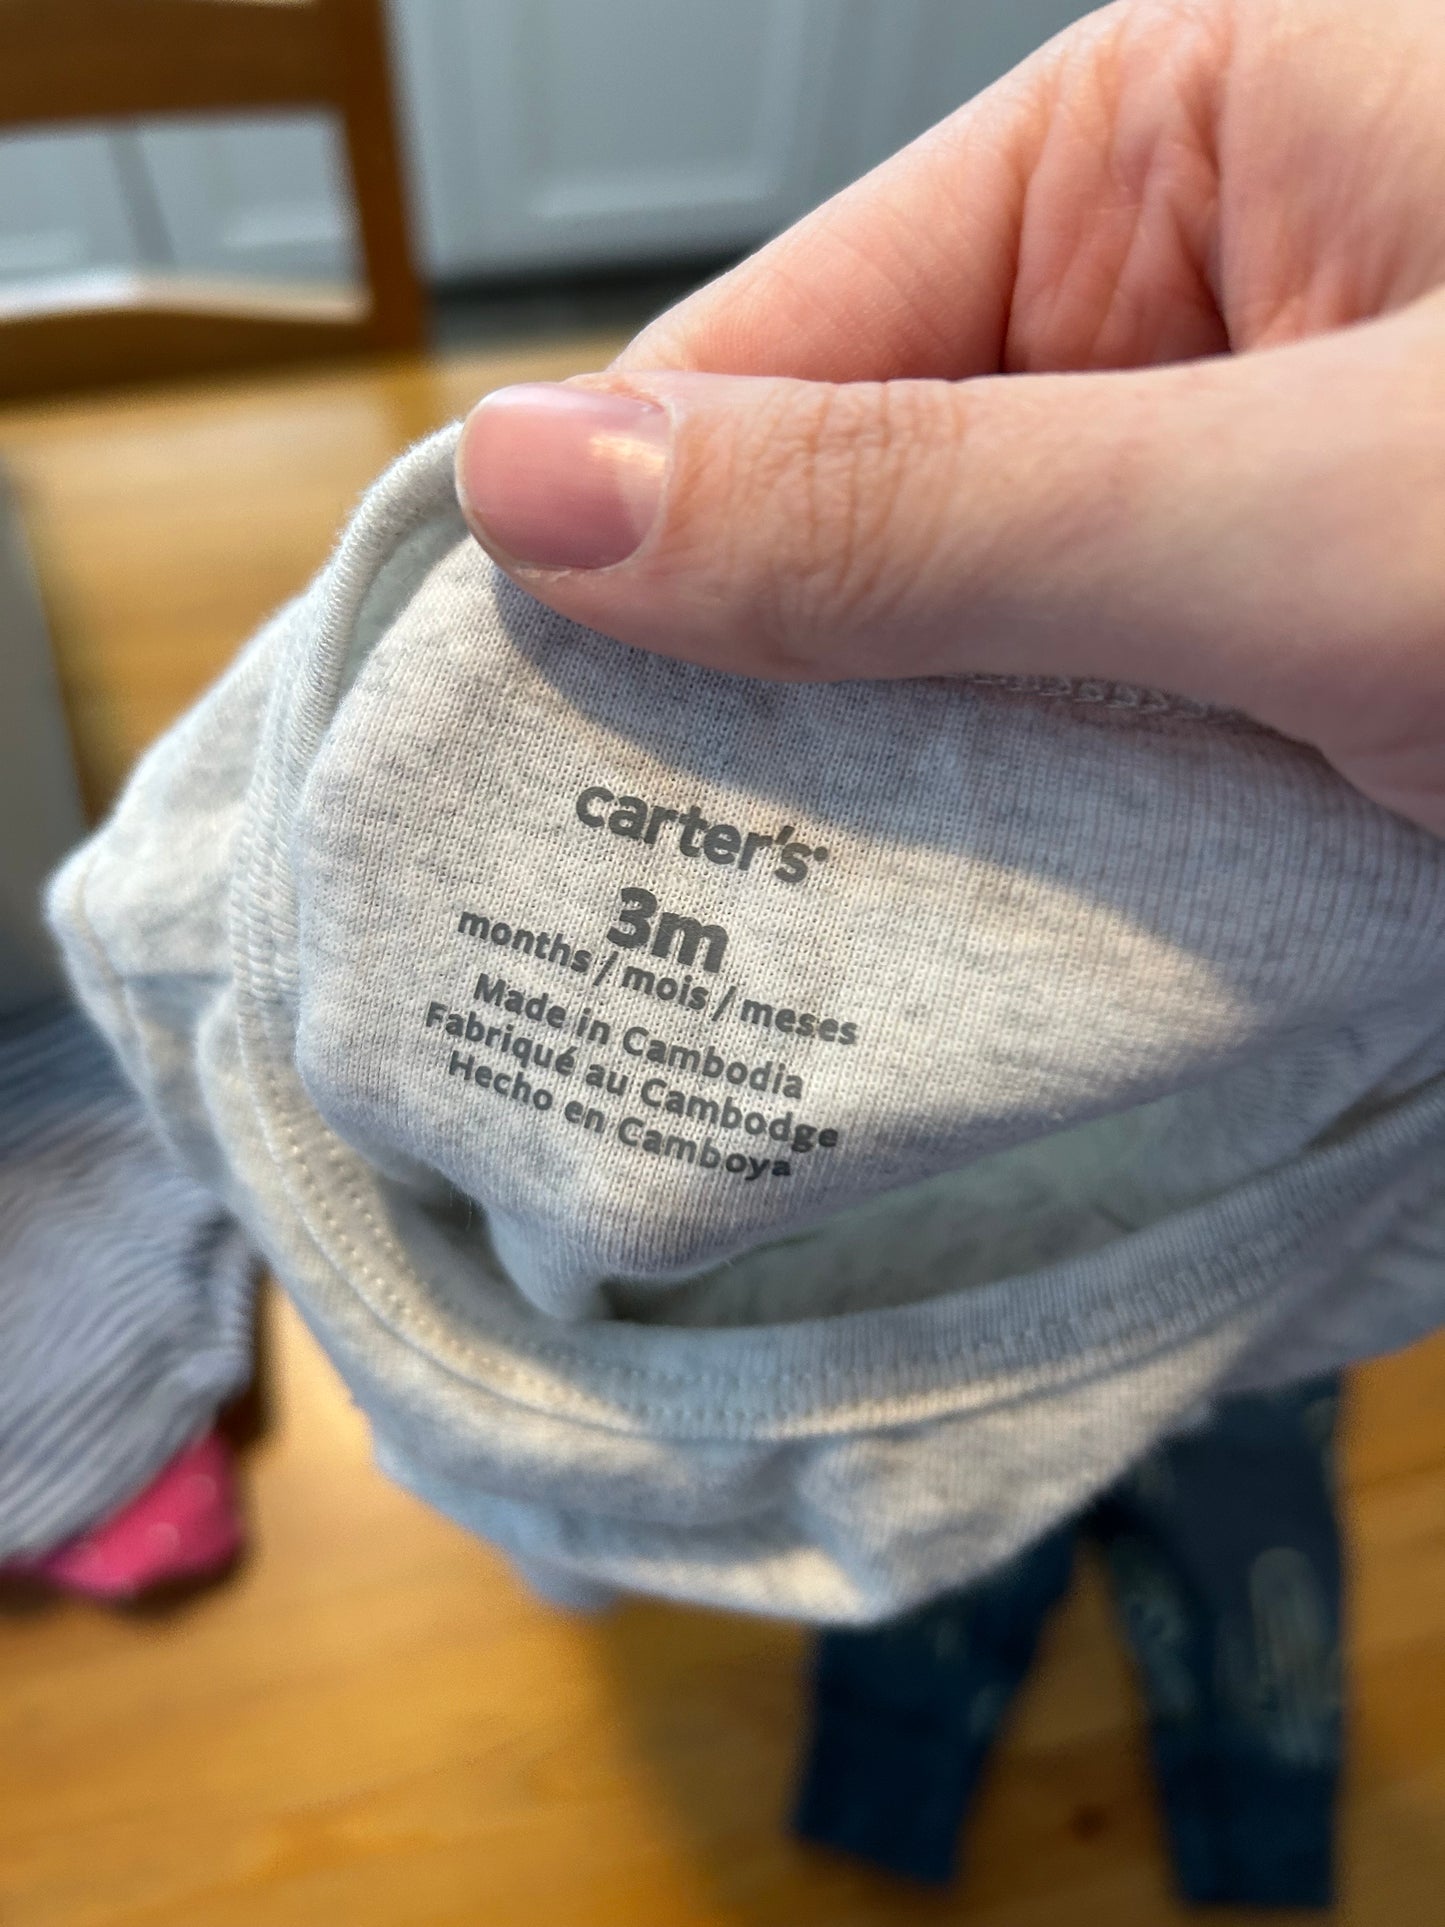 carter's
3m
months / mois / meses
Made in Cambodia
Fabriqué au Cambodge
Hecho en Camboya